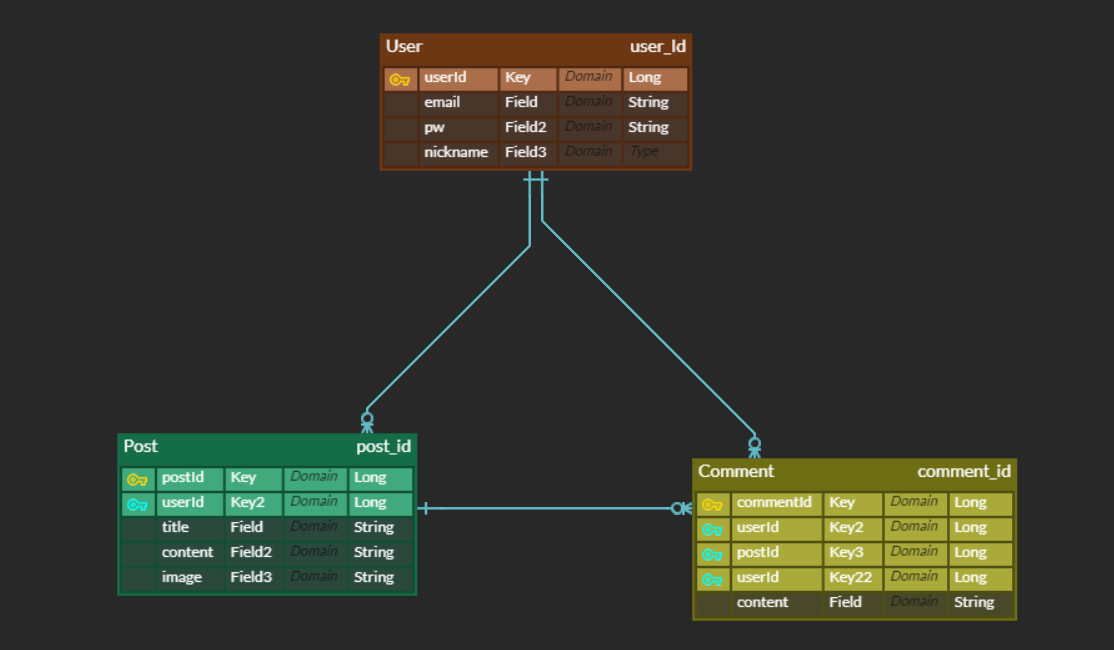 User user_Id
userId Key Domain Long
email Field Domain String
pw Field2 Domain String
nickname Field3 Domain Type
Post post_id
postId Key Domain Long
userId Key2 Domain Long
title Field Domain String
content Field2 Domain String
image Field3 Domain String
Comment comment_id
commentId Key Domain Long
userId Key2 Domain Long
postId Key3 Domain Long
userId Key22 Domain Long
content Field Domain String